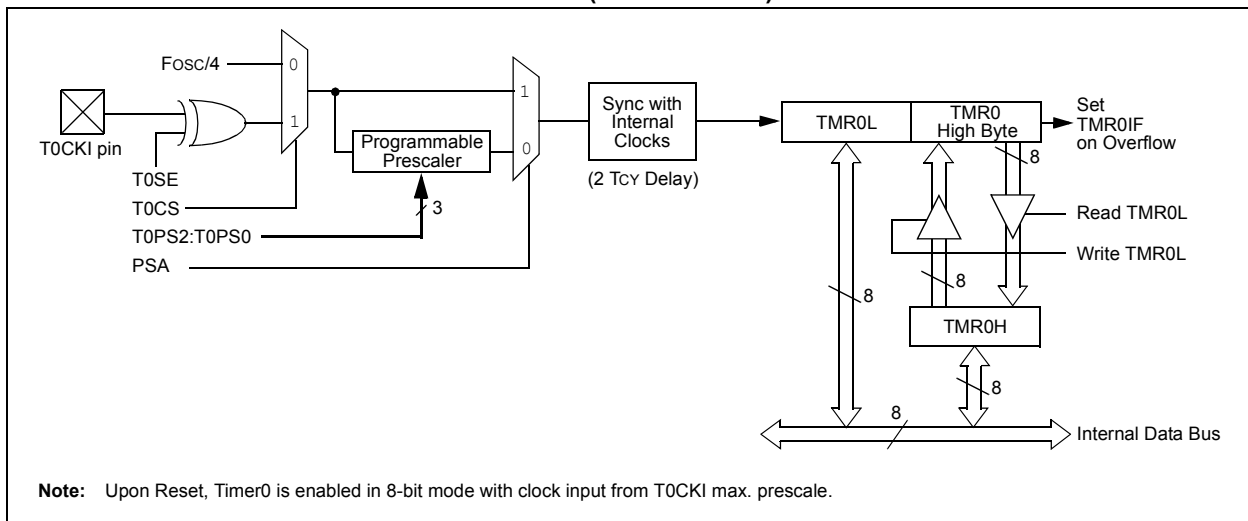 Fosc/4
0
1
T0CKI pin
T0SE
T0CS
T0PS2:T0PS0
PSA
Programmable
Prescaler
3
1
0
Sync with
Internal
Clocks
(2 TCY Delay)
TMR0L
TMR0
High Byte
Set
TMR0IF
on Overflow
8
Read TMR0L
Write TMR0L
8
8
TMR0H
8
8
Internal Data Bus
Note: Upon Reset, Timer0 is enabled in 8-bit mode with clock input from T0CKI max. prescale.